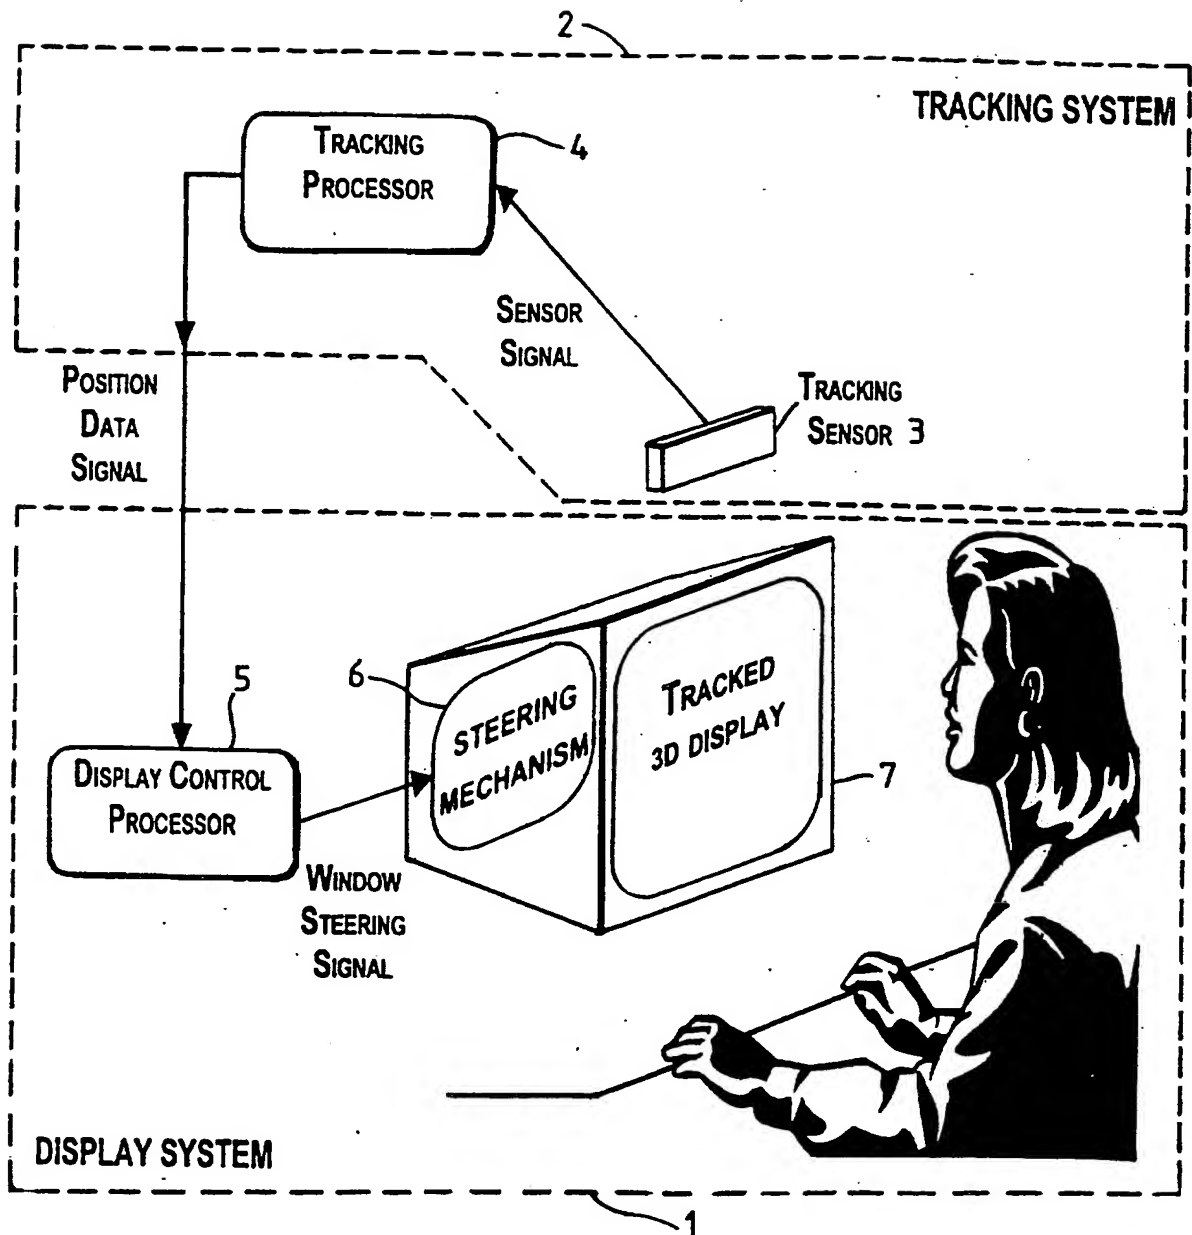 2
TRACKING SYSTEM
TRACKING
PROCESSOR
4
SENSOR
SIGNAL
TRACKING
SENSOR 3
POSITION
DATA
SIGNAL
5
DISPLAY CONTROL
PROCESSOR
6
STEERING
MECHANISM
TRACKED
3D DISPLAY
7
WINDOW
STEERING
SIGNAL
DISPLAY SYSTEM
1